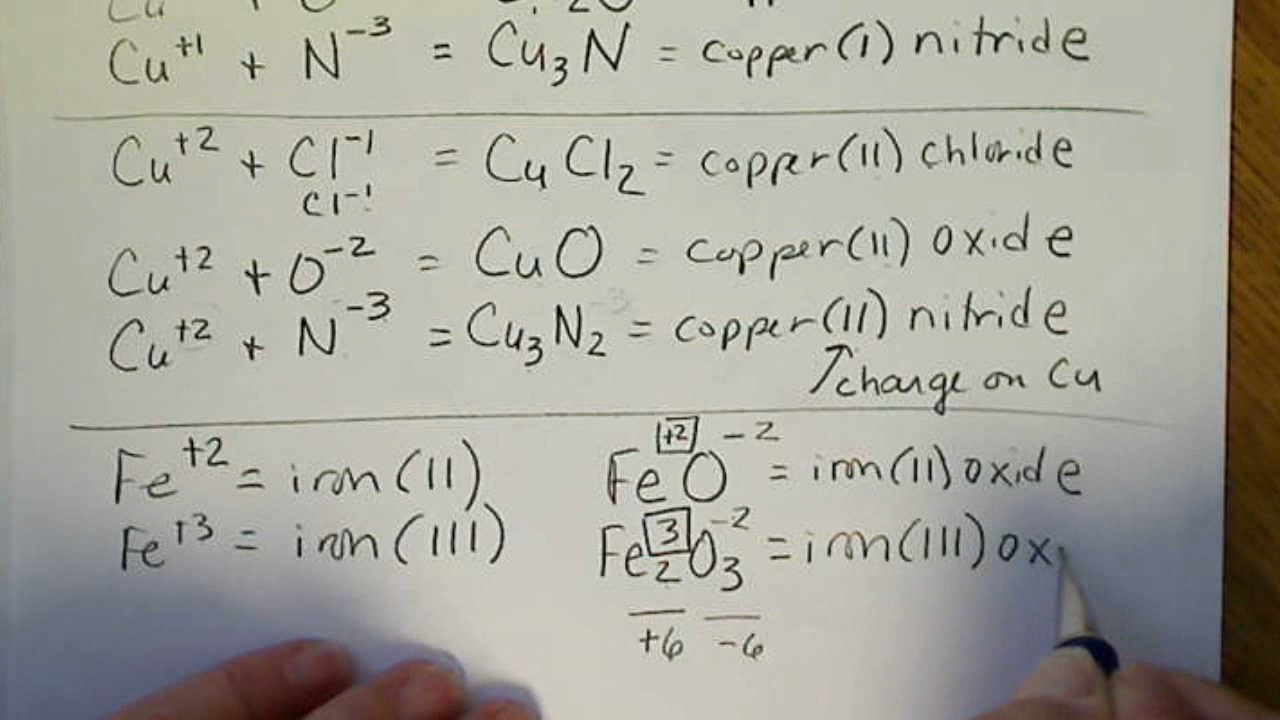 Cu⁺¹ + N⁻³ = Cu₃N = copper(I) nitride
Cu⁺² + Cl⁻¹ = CuCl₂ = copper(II) chloride
Cl⁻¹
Cu⁺² + O⁻² = CuO = copper(II) oxide
Cu⁺² + N⁻³ = Cu₃N₂ = copper(II) nitride
↑change on Cu
Fe⁺² = iron(II)
Fe⁺³ = iron(III)
+2 -2
FeO = iron(II) oxide
3 -2
Fe₂O₃ = iron(III) ox
+6 -6